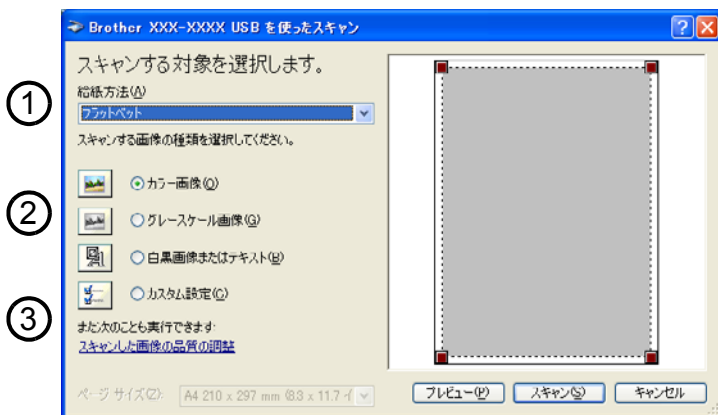 Brother XXX-XXXX USB を使ったスキャン
スキャンする対象を選択します。
給紙方法(A)
フラットベット
スキャンする画像の種類を選択してください。
カラー画像(O)
グレースケール画像(G)
白黒画像またはテキスト(B)
カスタム設定(C)
また次のことも実行できます:
スキャンした画像の品質の調整
ページ サイズ(Z):
A4 210 x 297 mm (8.3 x 11.7 イ
プレビュー(P)
スキャン(S)
キャンセル
1
2
3